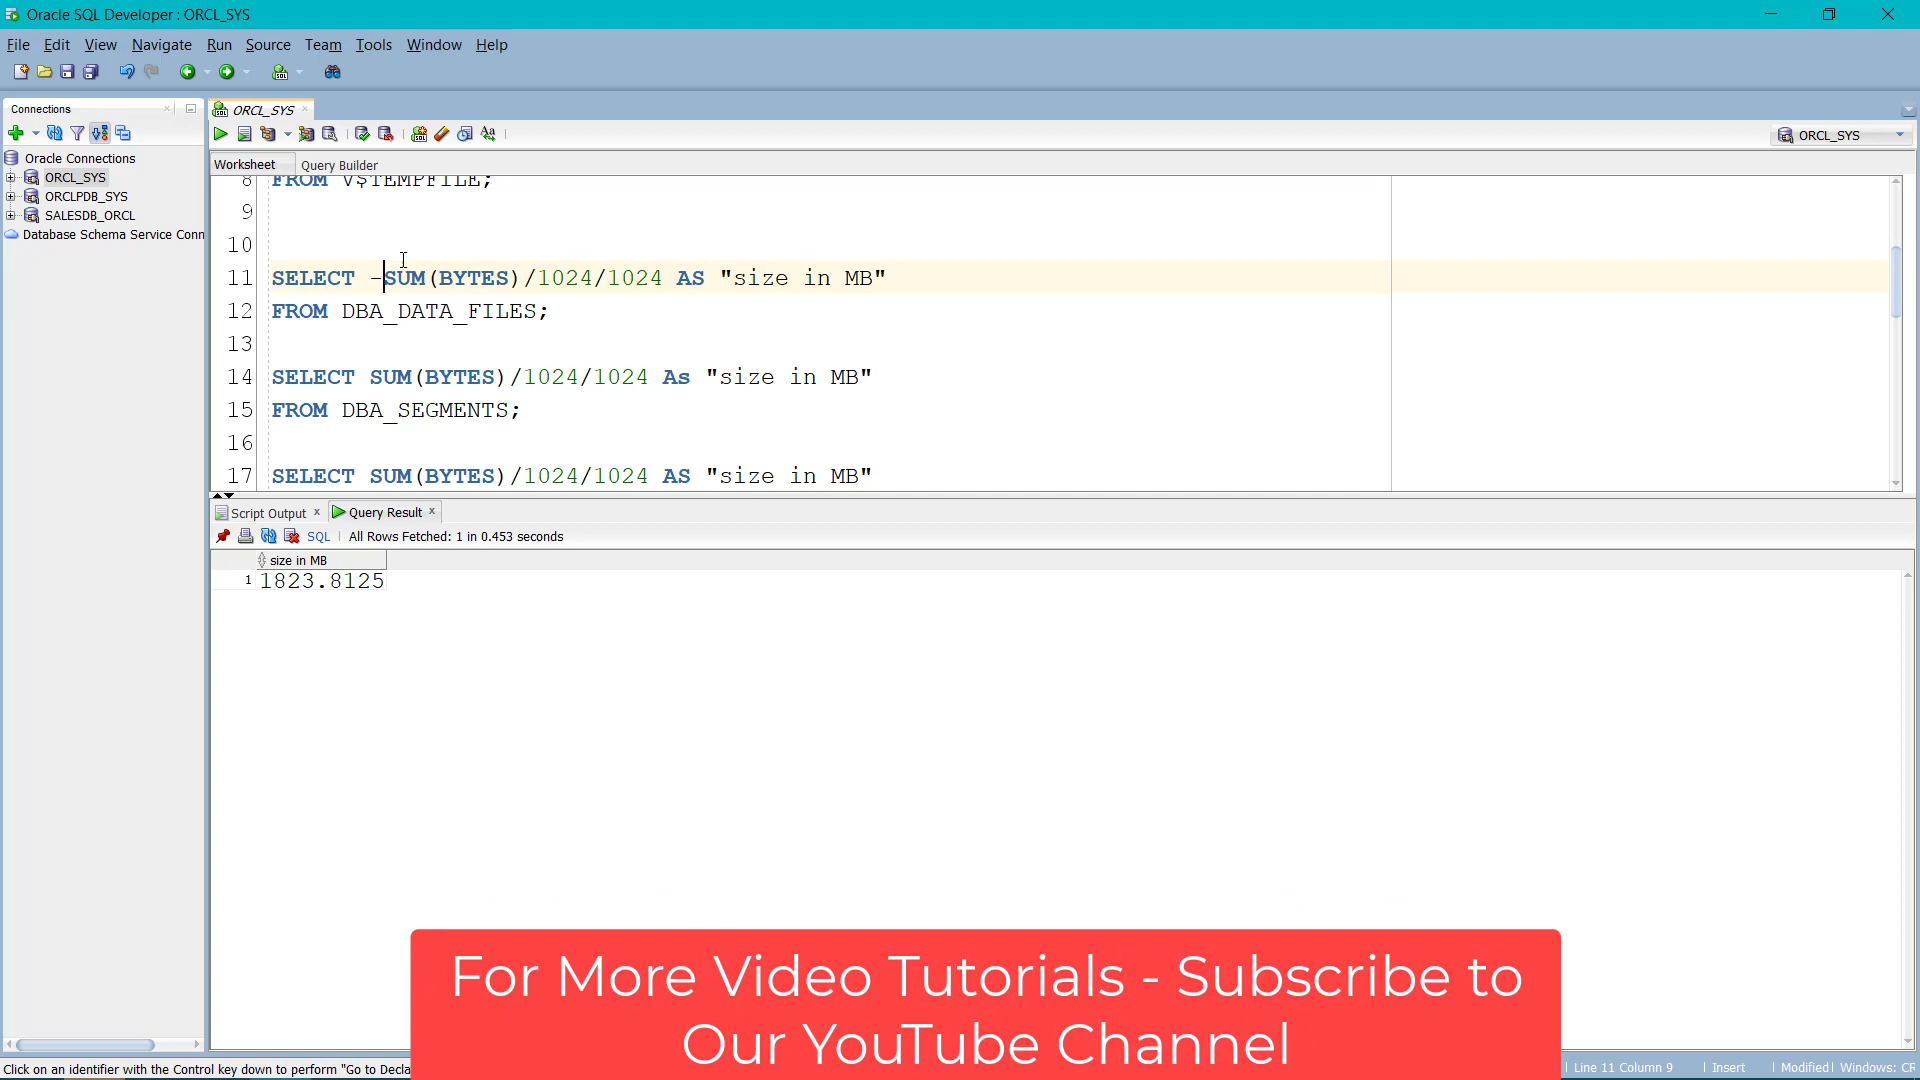 Oracle SQL Developer : ORCL_SYS
File Edit View Navigate Run Source Team Tools Window Help
Connections
ORCL_SYS
ORCL_SYS
Worksheet Query Builder
Oracle Connections
ORCL_SYS
ORCLPDB_SYS
SALESDB_ORCL
Database Schema Service Conn
8 FROM V$TEMPFILE;
9
10
11 SELECT -SUM(BYTES)/1024/1024 AS "size in MB"
12 FROM DBA_DATA_FILES;
13
14 SELECT SUM(BYTES)/1024/1024 As "size in MB"
15 FROM DBA_SEGMENTS;
16
17 SELECT SUM(BYTES)/1024/1024 AS "size in MB"
Script Output Query Result
SQL All Rows Fetched: 1 in 0.453 seconds
size in MB
1 1823.8125
For More Video Tutorials - Subscribe to
Our YouTube Channel
Click on an identifier with the Control key down to perform "Go to Decla
Line 11 Column 9 Insert Modified Windows: CR